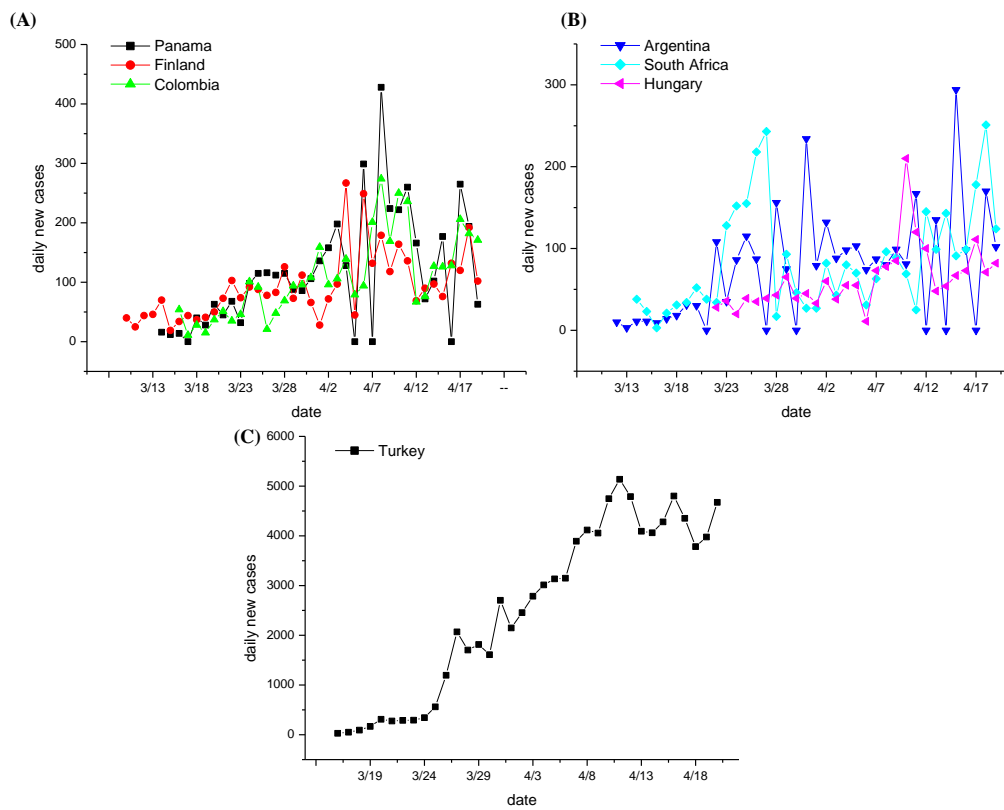 (A)
Panama
Finland
Colombia
500
400
300
200
100
0
daily new cases
3/13 3/18 3/23 3/28 4/2 4/7 4/12 4/17 --
date
(B)
Argentina
South Africa
Hungary
300
200
100
0
daily new cases
3/13 3/18 3/23 3/28 4/2 4/7 4/12 4/17
date
(C)
Turkey
6000
5000
4000
3000
2000
1000
0
daily new cases
3/19 3/24 3/29 4/3 4/8 4/13 4/18
date